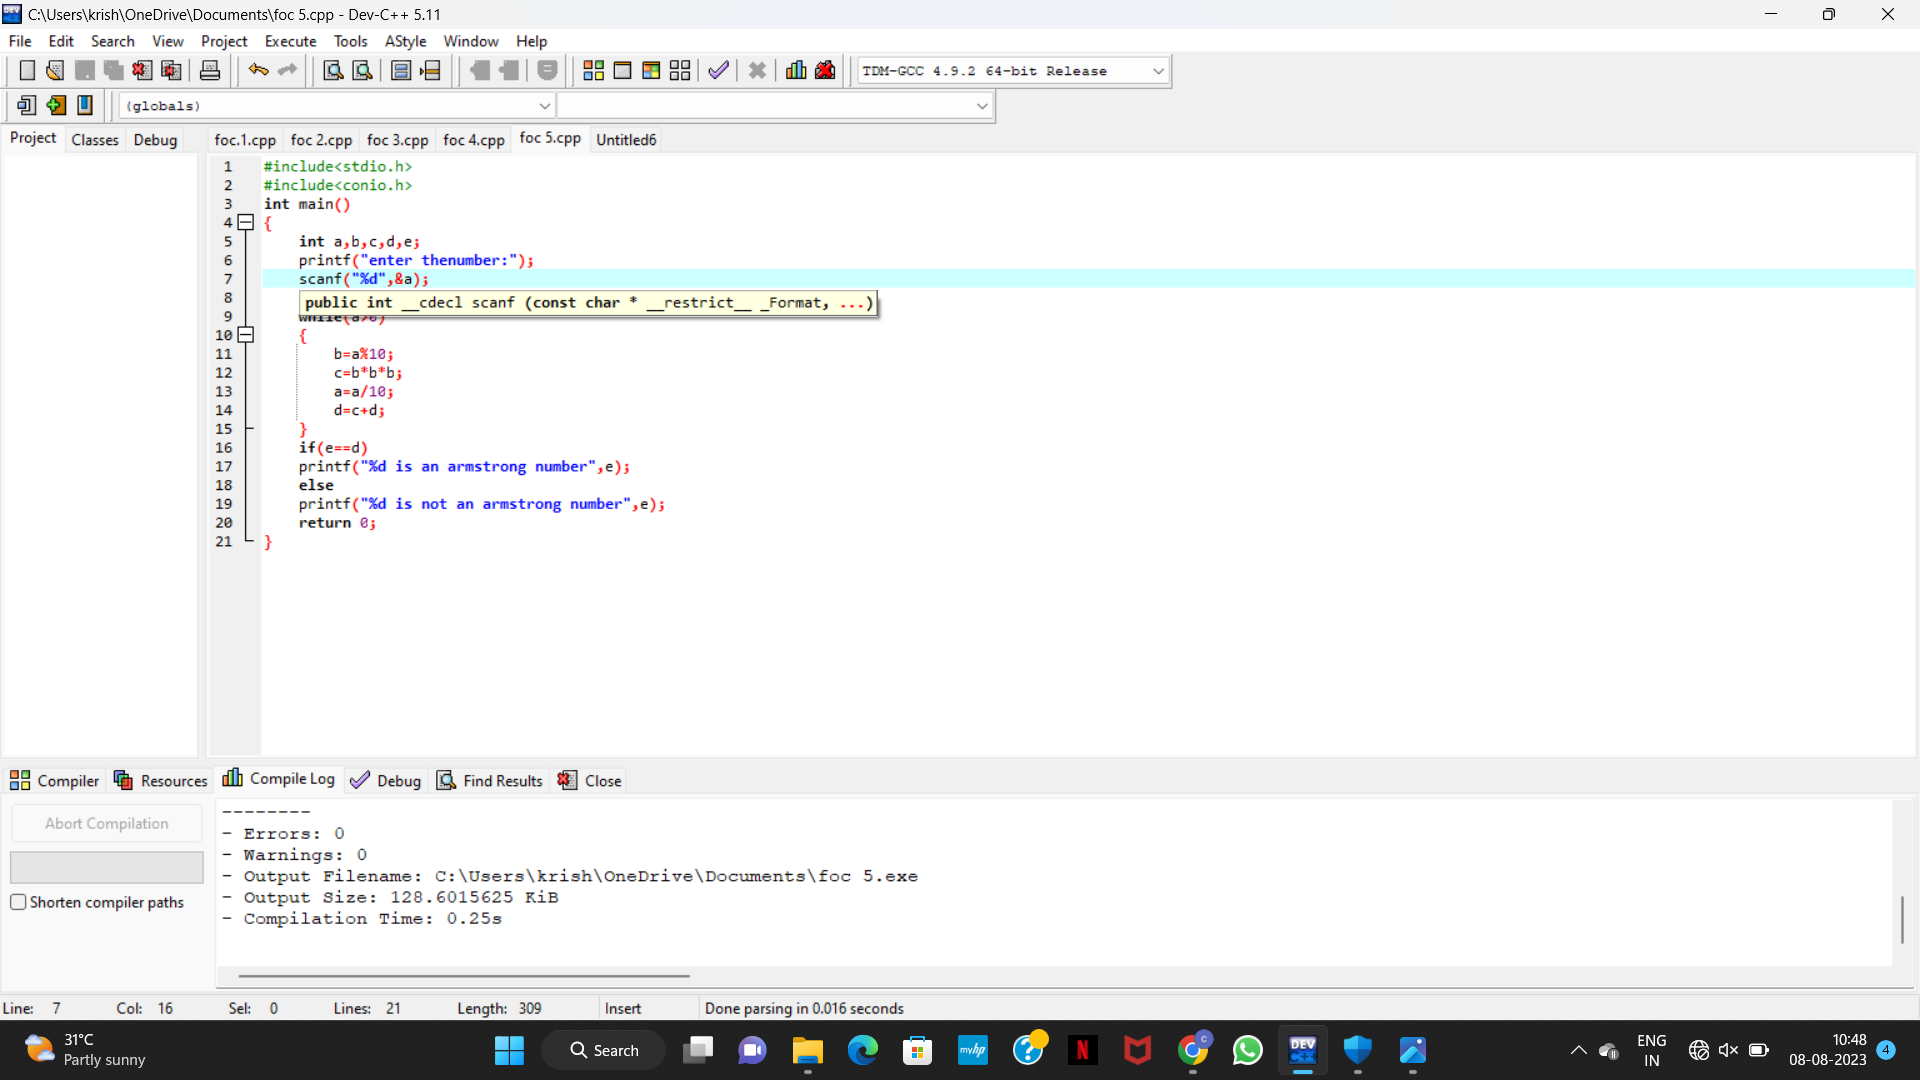 C:\Users\krish\OneDrive\Documents\foc 5.cpp - Dev-C++ 5.11
File Edit Search View Project Execute Tools AStyle Window Help
TDM-GCC 4.9.2 64-bit Release
(globals)
Project Classes Debug
foc.1.cpp foc 2.cpp foc 3.cpp foc 4.cpp foc 5.cpp Untitled6
1 #include<stdio.h>
2 #include<conio.h>
3 int main()
4 {
5 int a,b,c,d,e;
6 printf("enter thenumber:");
7 scanf("%d",&a);
8 public int __cdecl scanf (const char * __restrict__ _Format, ...)
9 while(a>0)
10 {
11 b=a%10;
12 c=b*b*b;
13 a=a/10;
14 d=c+d;
15 }
16 if(e==d)
17 printf("%d is an armstrong number",e);
18 else
19 printf("%d is not an armstrong number",e);
20 return 0;
21 }
Compiler Resources Compile Log Debug Find Results Close
Abort Compilation
Shorten compiler paths
--------
- Errors: 0
- Warnings: 0
- Output Filename: C:\Users\krish\OneDrive\Documents\foc 5.exe
- Output Size: 128.6015625 KiB
- Compilation Time: 0.25s
Line: 7 Col: 16 Sel: 0 Lines: 21 Length: 309 Insert Done parsing in 0.016 seconds
31°C
Partly sunny
Search
myhp
N
DEV C++
ENG
IN
10:48
08-08-2023
4